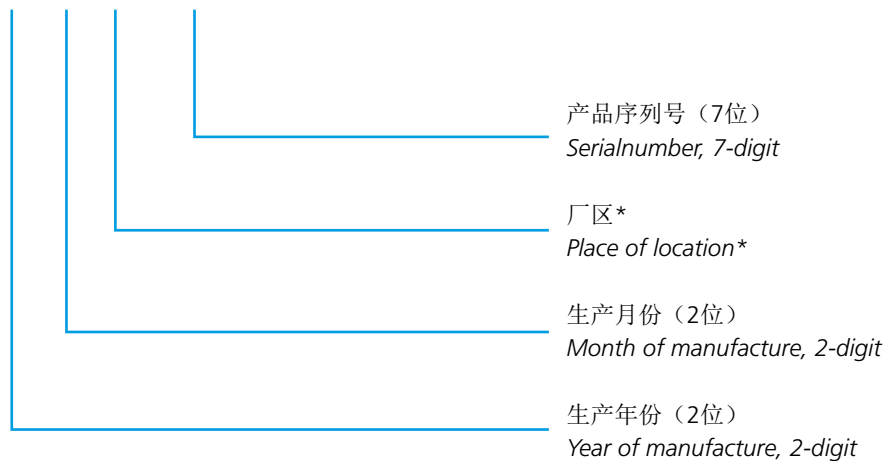 产品序列号（7位）
Serialnumber, 7-digit
厂区*
Place of location*
生产月份（2位）
Month of manufacture, 2-digit
生产年份（2位）
Year of manufacture, 2-digit